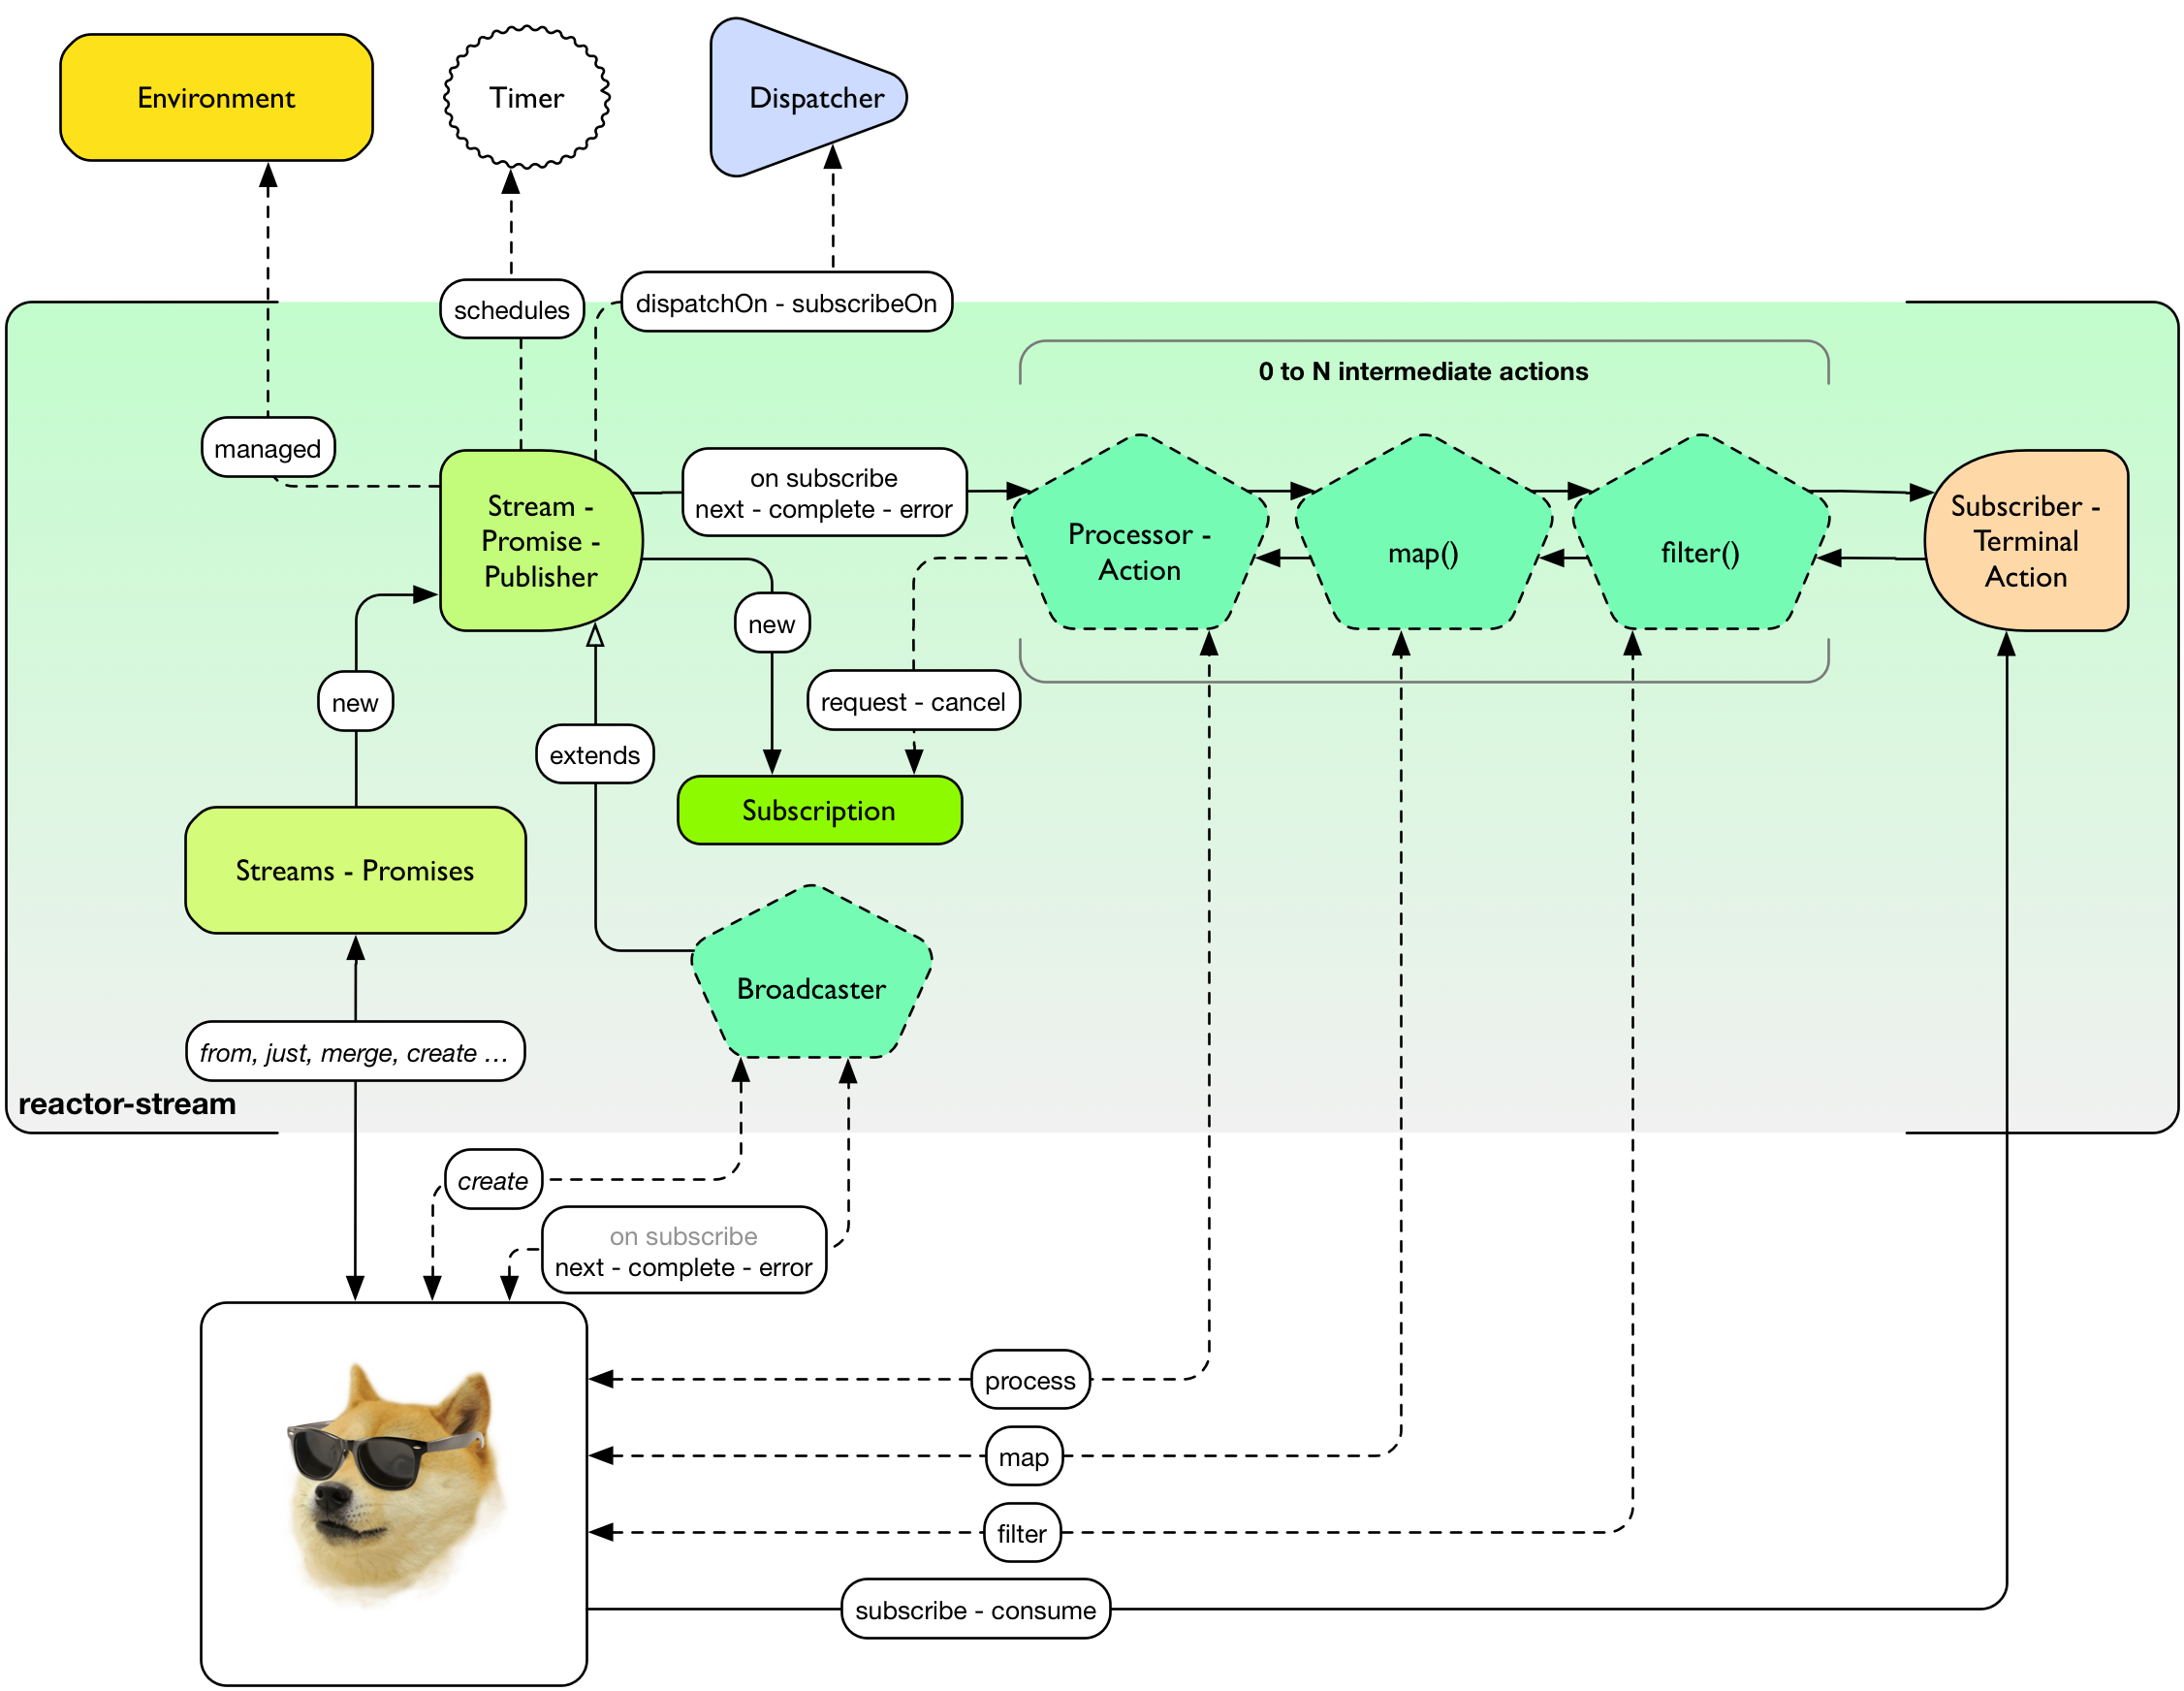 Environment
Timer
Dispatcher
schedules
dispatchOn - subscribeOn
0 to N intermediate actions
managed
on subscribe
next - complete - error
Stream -
Promise -
Publisher
Processor -
Action
map()
filter()
Subscriber -
Terminal
Action
new
new
request - cancel
extends
Subscription
Streams - Promises
Broadcaster
from, just, merge, create ...
reactor-stream
create
on subscribe
next - complete - error
process
map
filter
subscribe - consume